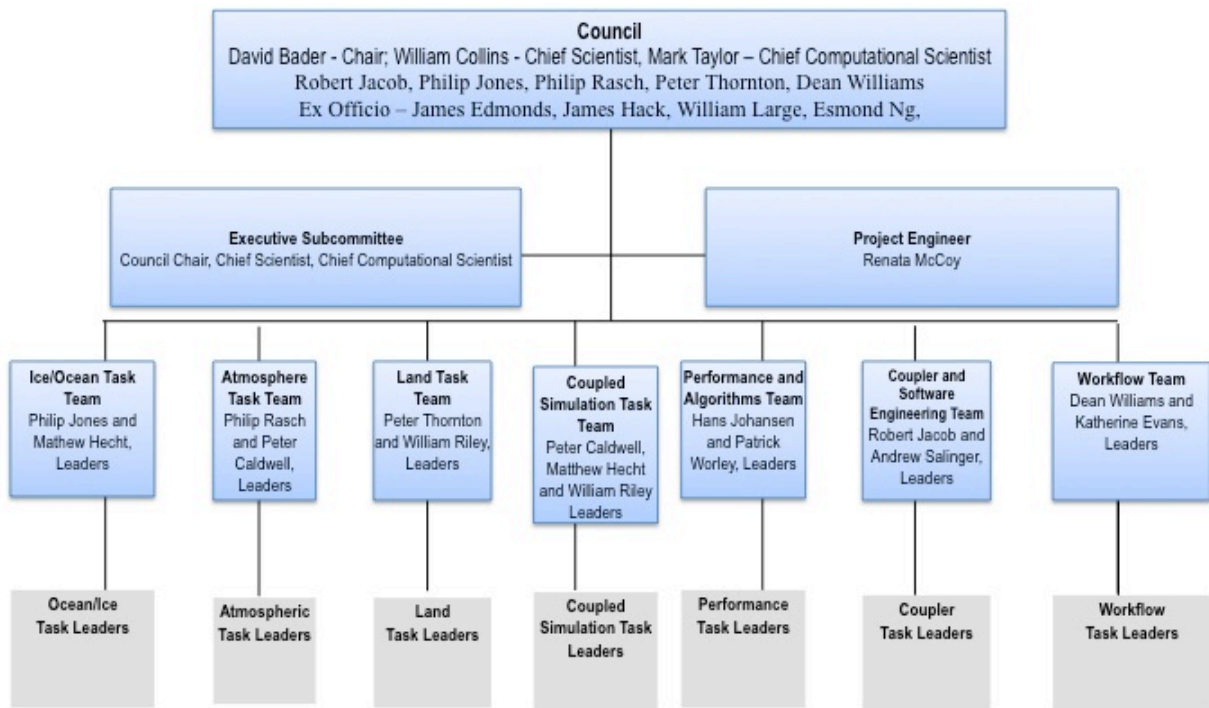 Council
David Bader - Chair; William Collins - Chief Scientist, Mark Taylor – Chief Computational Scientist
Robert Jacob, Philip Jones, Philip Rasch, Peter Thornton, Dean Williams
Ex Officio – James Edmonds, James Hack, William Large, Esmond Ng,
Executive Subcommittee
Council Chair, Chief Scientist, Chief Computational Scientist
Project Engineer
Renata McCoy
Ice/Ocean Task
Team
Philip Jones and
Mathew Hecht,
Leaders
Atmosphere
Task Team
Philip Rasch
and Peter
Caldwell,
Leaders
Land Task
Team
Peter Thornton
and William Riley,
Leaders
Coupled
Simulation Task
Team
Peter Caldwell,
Matthew Hecht
and William Riley
Leaders
Performance and
Algorithms Team
Hans Johansen
and Patrick
Worley, Leaders
Coupler and
Software
Engineering Team
Robert Jacob and
Andrew Salinger,
Leaders
Workflow Team
Dean Williams and
Katherine Evans,
Leaders
Ocean/Ice
Task Leaders
Atmospheric
Task Leaders
Land
Task Leaders
Coupled
Simulation Task
Leaders
Performance
Task Leaders
Coupler
Task Leaders
Workflow
Task Leaders